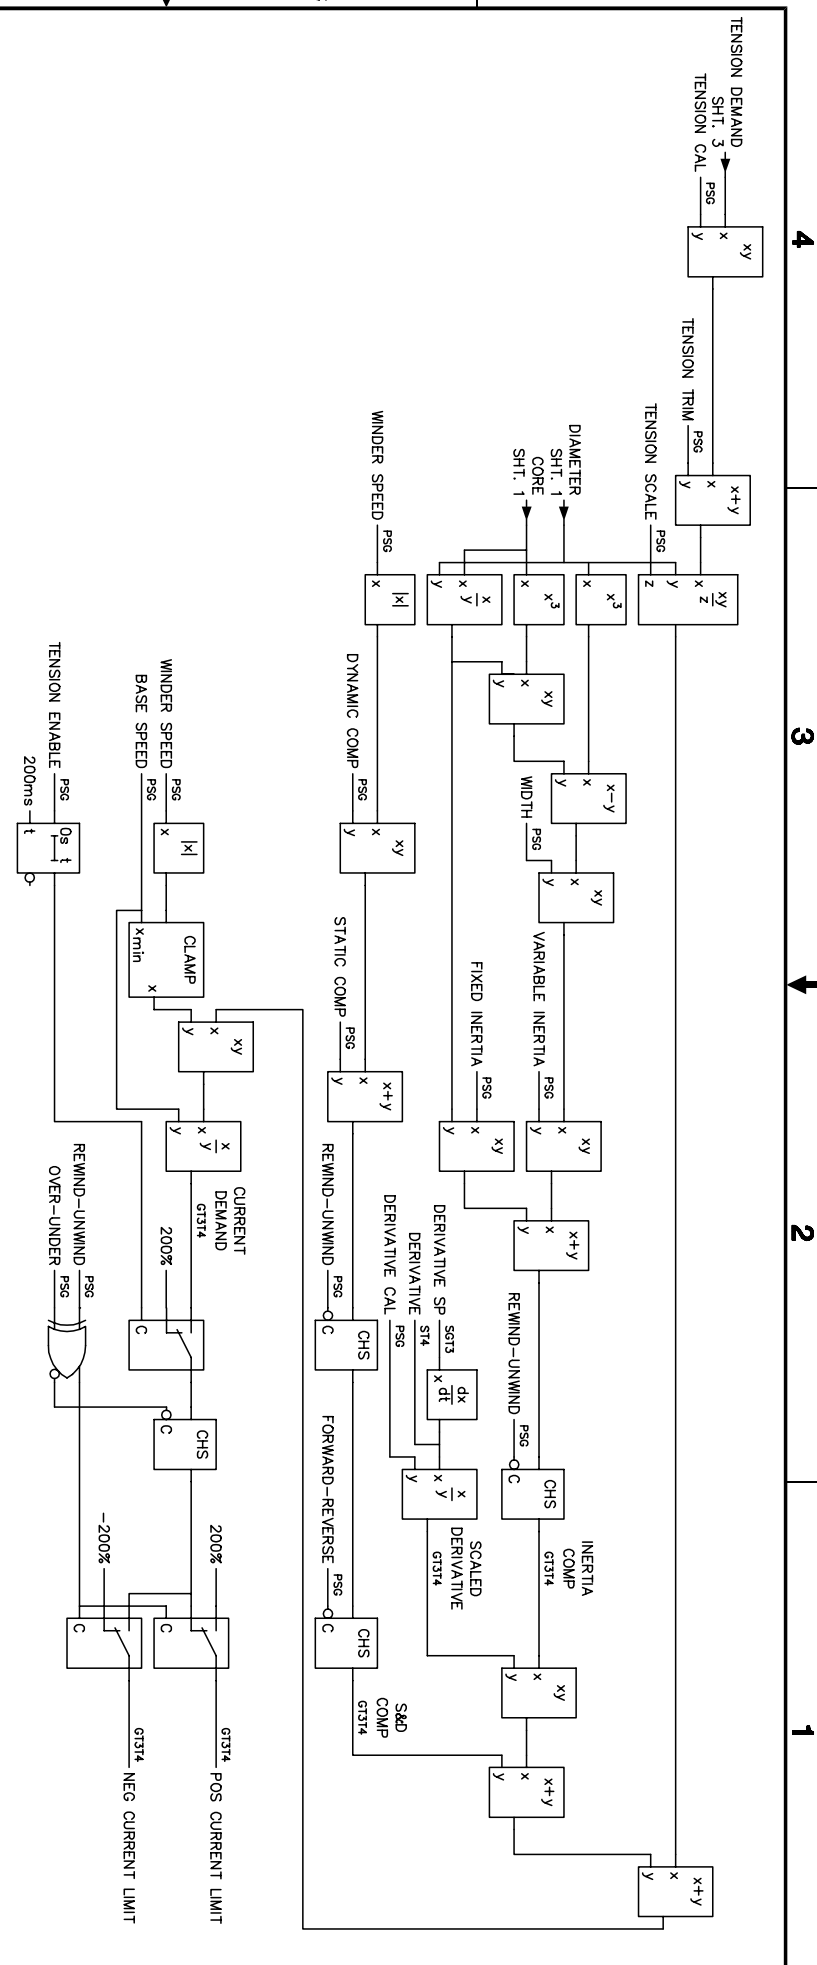 4
3
2
1
TENSION DEMAND
SHT. 3
TENSION CAL
PSG
x
y
xy
TENSION TRIM
PSG
x
y
x+y
TENSION SCALE
PSG
x
y
z
xy
z
DIAMETER
SHT. 1
CORE
SHT. 1
x
x³
x
x³
y
x
x
y
x
y
xy
x
y
x-y
WIDTH
PSG
x
y
xy
VARIABLE INERTIA
PSG
x
y
xy
FIXED INERTIA
PSG
x
y
xy
x
y
x+y
REWIND-UNWIND
PSG
C
CHS
INERTIA
COMP
GT3T4
DERIVATIVE SP
SGT3
DERIVATIVE
ST4
DERIVATIVE CAL
PSG
x
dx
dt
x
y
x
y
SCALED
DERIVATIVE
GT3T4
x
y
xy
x
y
x+y
x
y
x+y
WINDER SPEED
PSG
x
|x|
DYNAMIC COMP
PSG
x
y
xy
STATIC COMP
PSG
x
y
x+y
REWIND-UNWIND
PSG
C
CHS
FORWARD-REVERSE
PSG
C
CHS
S&D
COMP
GT3T4
WINDER SPEED
PSG
BASE SPEED
PSG
x
|x|
CLAMP
xmin
x
x
y
xy
x
y
x
y
CURRENT
DEMAND
GT3T4
TENSION ENABLE
PSG
200ms
0s
t
t
200%
C
REWIND-UNWIND
PSG
OVER-UNDER
PSG
C
CHS
200%
C
-200%
C
GT3T4
POS CURRENT LIMIT
GT3T4
NEG CURRENT LIMIT